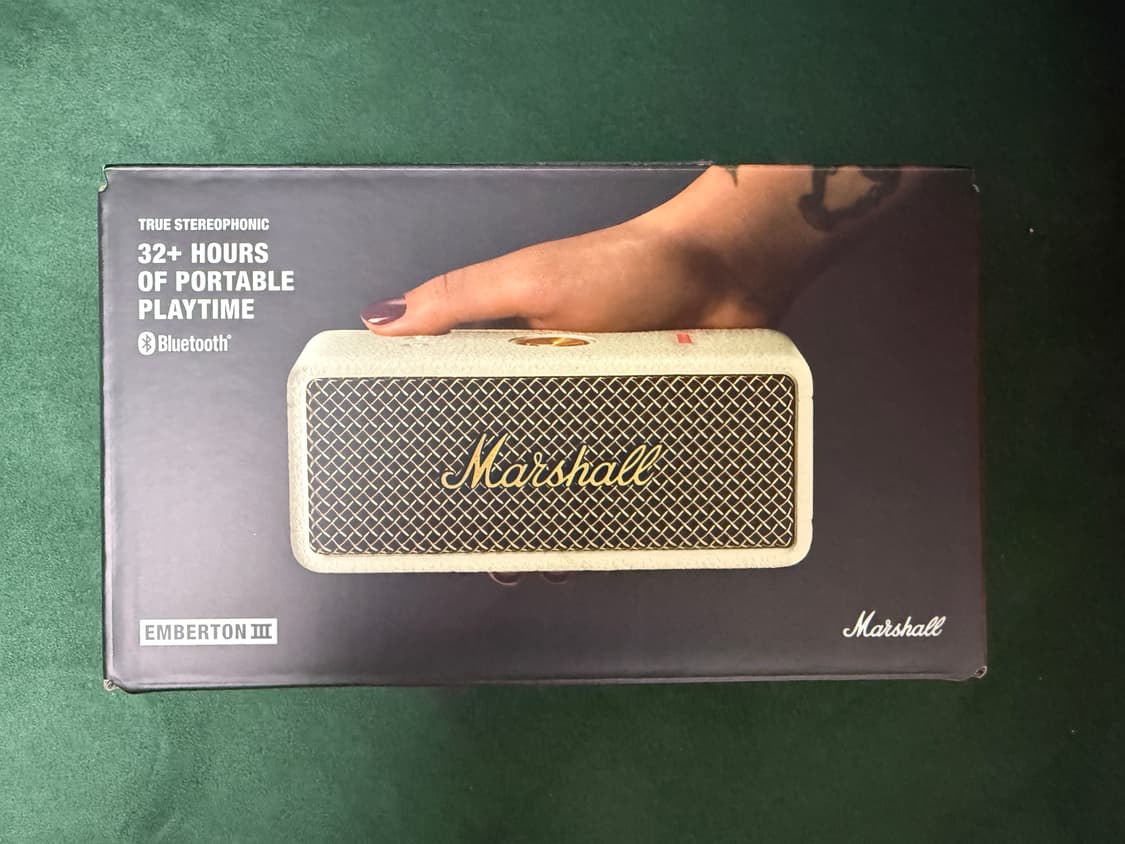 TRUE STEREOPHONIC
32+ HOURS
OF PORTABLE
PLAYTIME
Bluetooth®
Marshall
EMBERTON III
Marshall